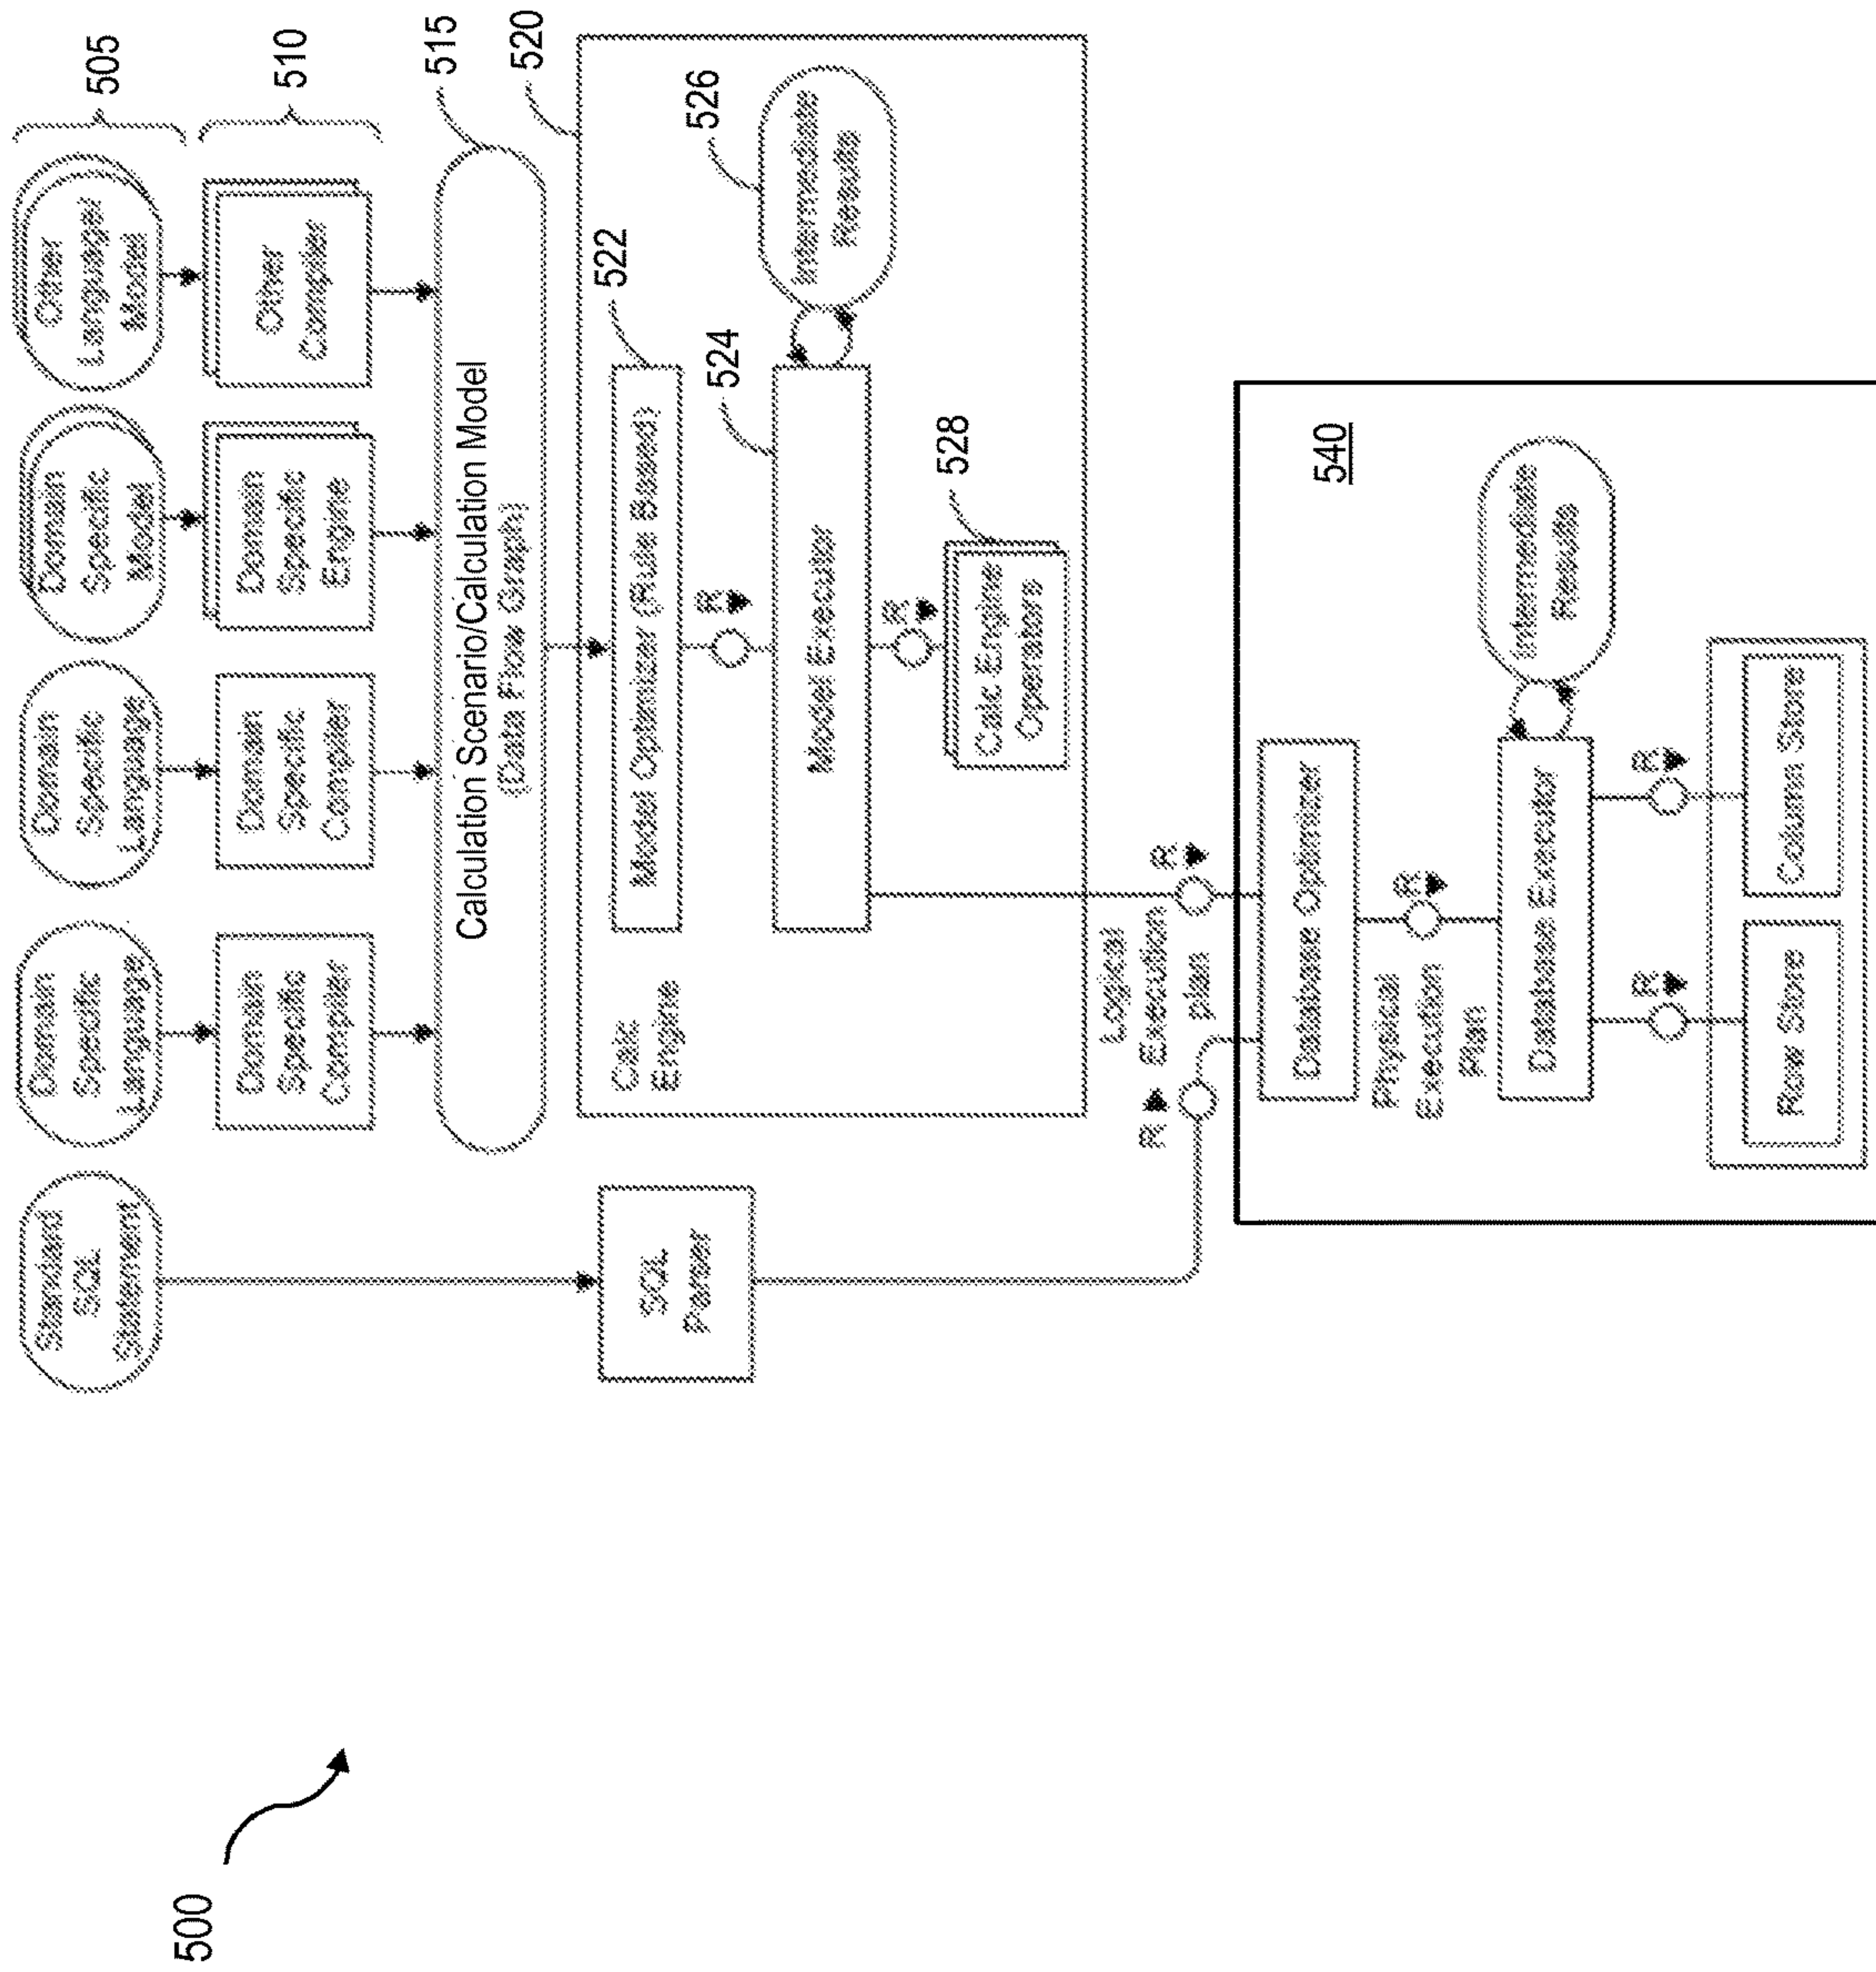 500
505
510
515
520
Standard
SQL
Statement
Domain
Specific
Language
Domain
Specific
Language
Domain
Specific
Model
Other
Language/
Model
Domain
Specific
Compiler
Domain
Specific
Compiler
Domain
Specific
Engine
Other
Compiler
Calculation Scenario/Calculation Model
(Data Flow Graph)
SQL
Parser
Calc
Engine
Model Optimizer (Rule Based)
522
R
Model Executor
524
Intermediate
Results
526
R
Calc Engine
Operators
528
Logical
Execution
plan
R
R
540
Database Optimizer
Physical
Execution
Plan
R
Database Executor
Intermediate
Results
R
R
Row Store
Column Store